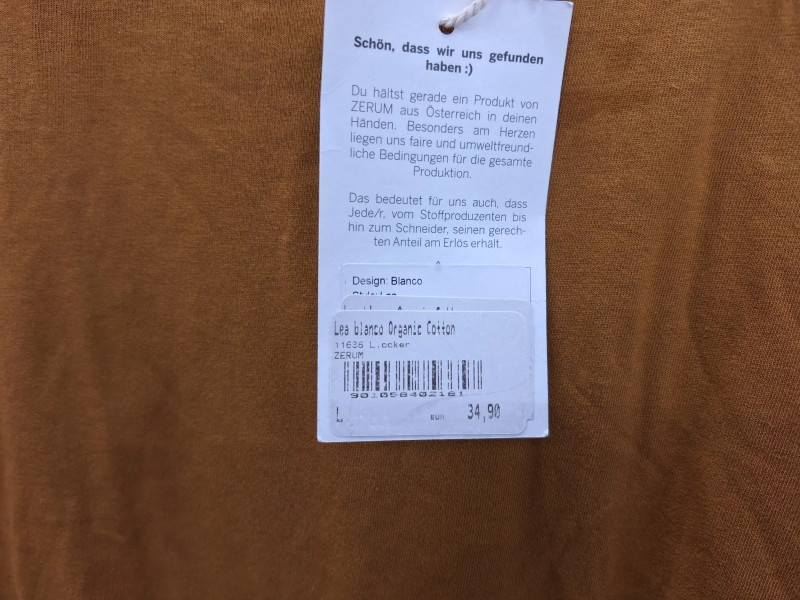 Schön, dass wir uns gefunden
haben :)
Du hältst gerade ein Produkt von
ZERUM aus Österreich in deinen
Händen. Besonders am Herzen
liegen uns faire und umweltfreund-
liche Bedingungen für die gesamte
Produktion.
Das bedeutet für uns auch, dass
Jede/r, vom Stoffproduzenten bis
hin zum Schneider, seinen gerech-
ten Anteil am Erlös erhält.
Design: Blanco
Style: Lea
Lea blanco Organic Cotton
11636 L.ocker
ZERUM
901058402161
L EUR 34,90